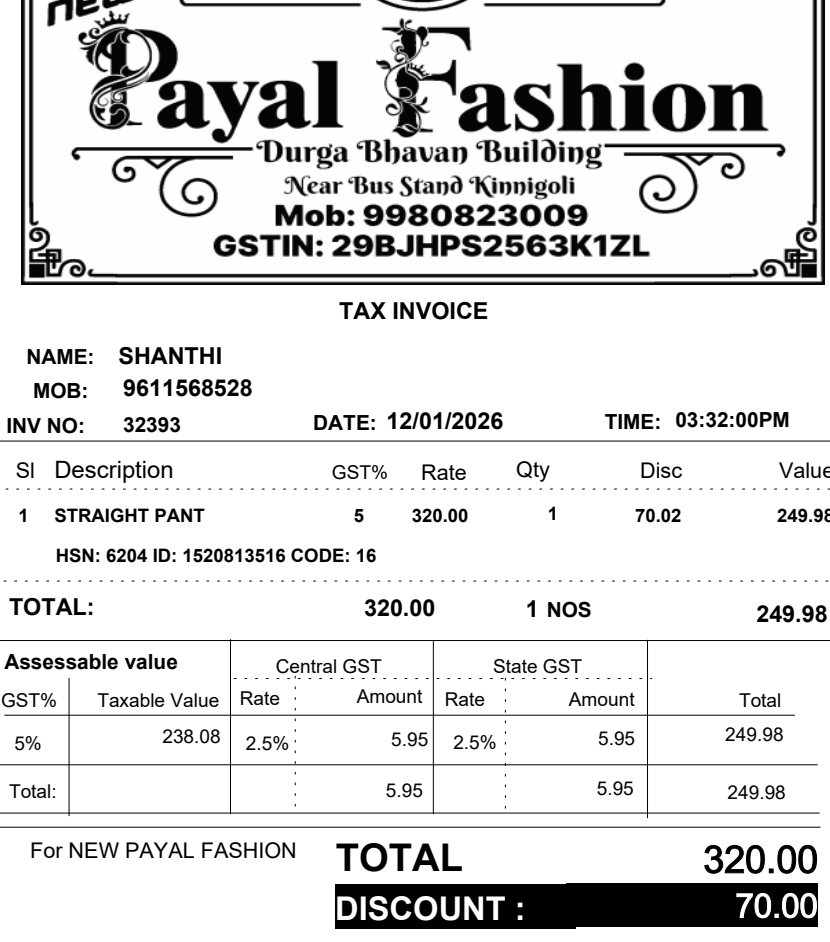 new
Payal Fashion
Durga Bhavan Building
Near Bus Stand Kinnigoli
Mob: 9980823009
GSTIN: 29BJHPS2563K1ZL
TAX INVOICE
NAME: SHANTHI
MOB: 9611568528
INV NO: 32393 DATE: 12/01/2026 TIME: 03:32:00PM
Sl Description GST% Rate Qty Disc Value
1 STRAIGHT PANT 5 320.00 1 70.02 249.98
HSN: 6204 ID: 1520813516 CODE: 16
TOTAL: 320.00 1 NOS 249.98
Assessable value Central GST State GST
GST% Taxable Value Rate Amount Rate Amount Total
5% 238.08 2.5% 5.95 2.5% 5.95 249.98
Total: 5.95 5.95 249.98
For NEW PAYAL FASHION TOTAL 320.00
DISCOUNT : 70.00